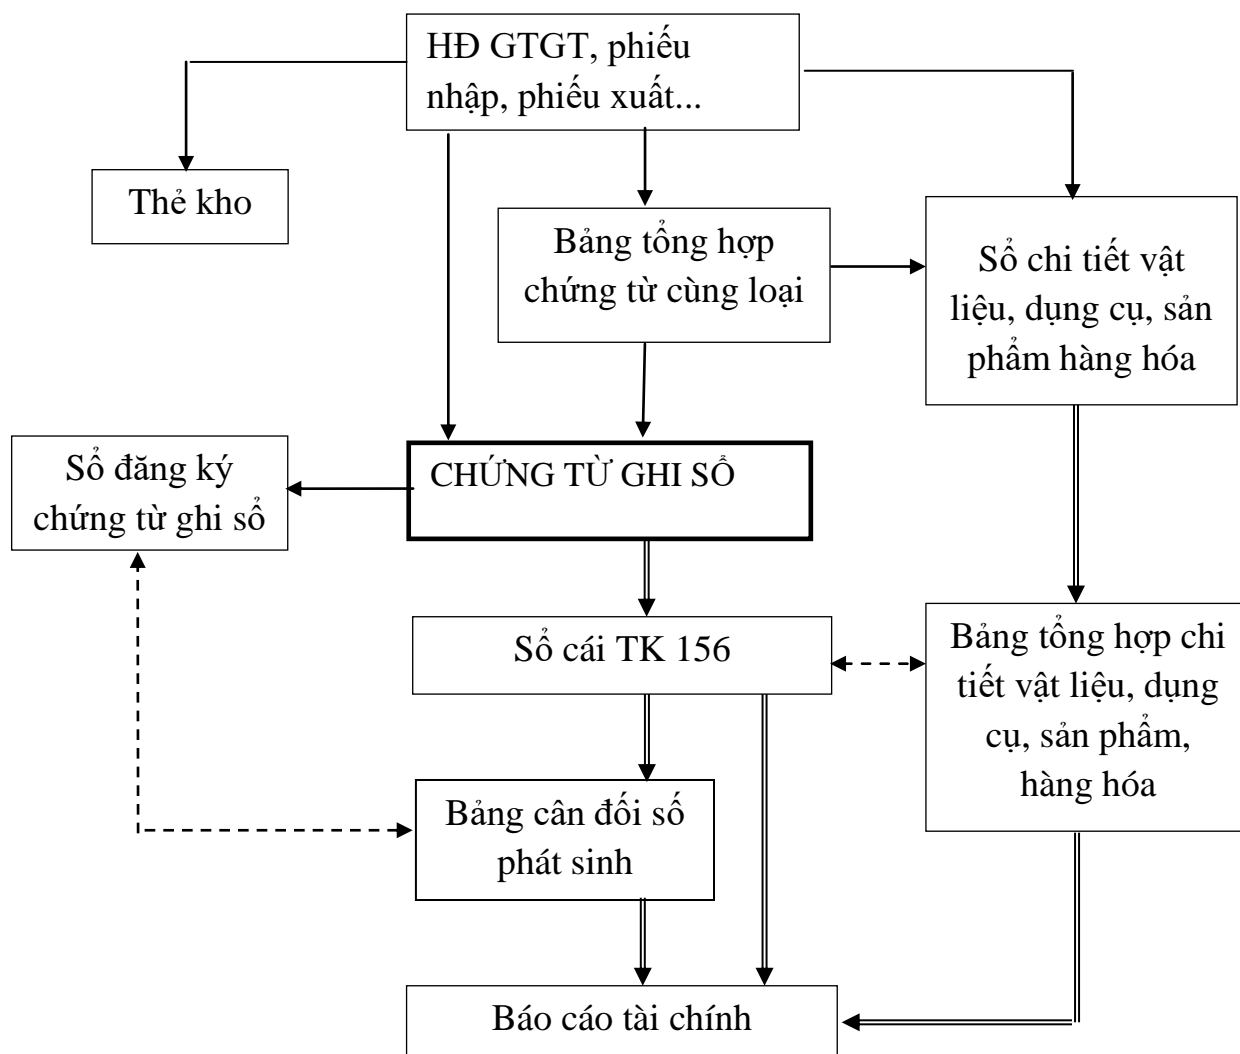 HĐ GTGT, phiếu
nhập, phiếu xuất...
Thẻ kho
Bảng tổng hợp
chứng từ cùng loại
Sổ chi tiết vật
liệu, dụng cụ, sản
phẩm hàng hóa
Sổ đăng ký
chứng từ ghi sổ
CHỨNG TỪ GHI SỔ
Sổ cái TK 156
Bảng tổng hợp chi
tiết vật liệu, dụng
cụ, sản phẩm,
hàng hóa
Bảng cân đối số
phát sinh
Báo cáo tài chính